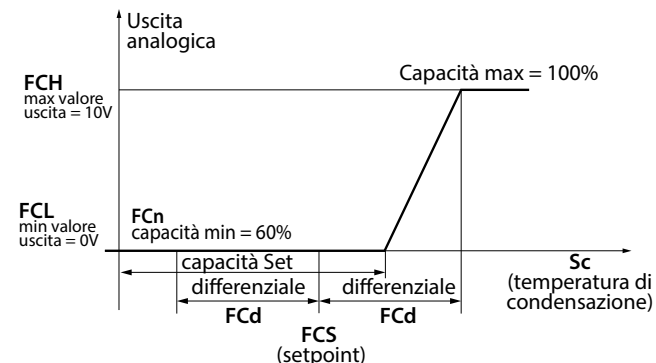 Uscita
analogica
FCH
max valore
uscita = 10V
Capacità max = 100%
FCL
min valore
uscita = 0V
FCn
capacità min = 60%
capacità Set
Sc
(temperatura di
condensazione)
differenziale
differenziale
FCd
FCd
FCS
(setpoint)